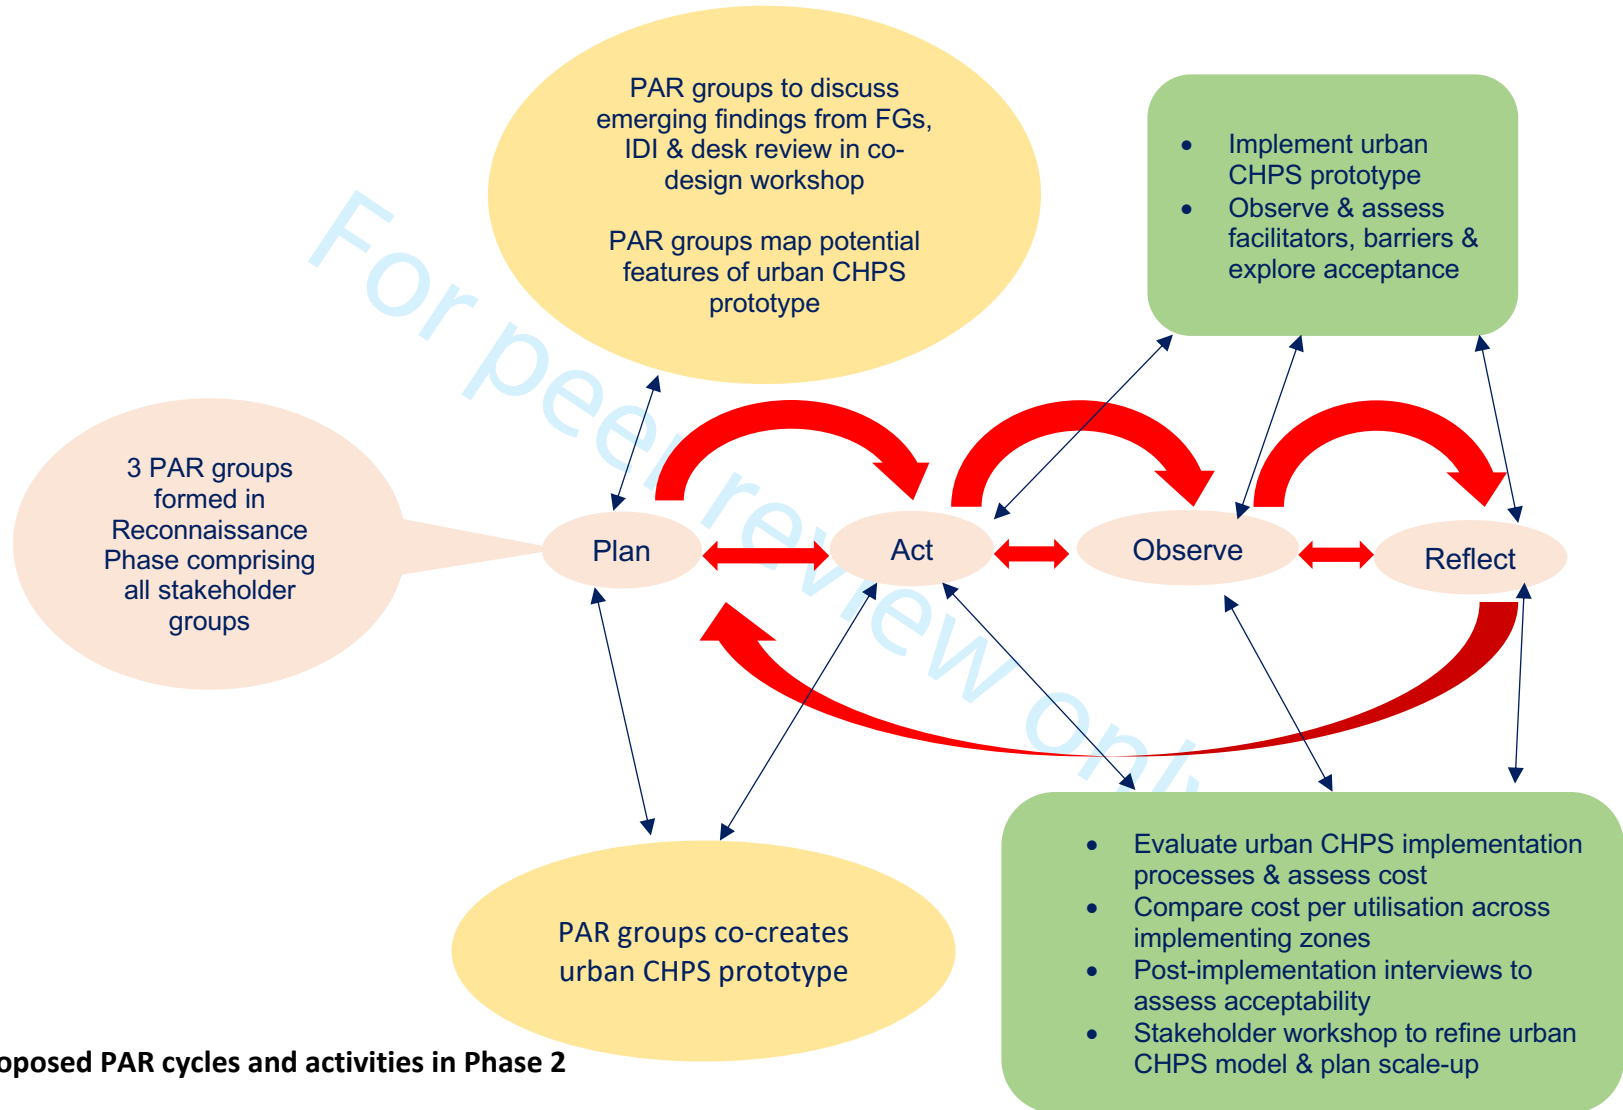 PAR groups to discuss
emerging findings from FGs,
IDI & desk review in co-
design workshop
PAR groups map potential
features of urban CHPS
prototype
• Implement urban
CHPS prototype
• Observe & assess
facilitators, barriers &
explore acceptance
For peer review only
3 PAR groups
formed in
Reconnaissance
Phase comprising
all stakeholder
groups
Plan
Act
Observe
Reflect
PAR groups co-creates
urban CHPS prototype
• Evaluate urban CHPS implementation
processes & assess cost
• Compare cost per utilisation across
implementing zones
• Post-implementation interviews to
assess acceptability
• Stakeholder workshop to refine urban
CHPS model & plan scale-up
oposed PAR cycles and activities in Phase 2